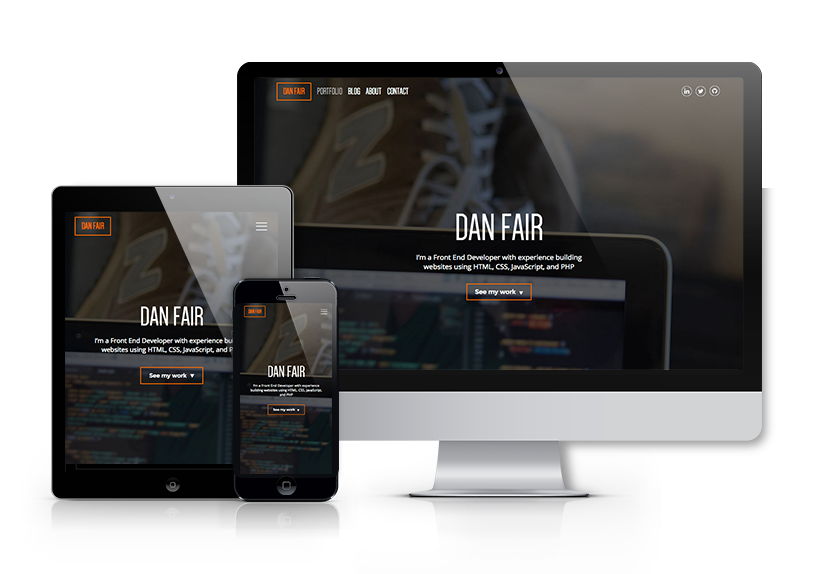 DAN FAIR PORTFOLIO BLOG ABOUT CONTACT
DAN FAIR
I'm a Front End Developer with experience building
websites using HTML, CSS, JavaScript, and PHP
See my work ▼
DAN FAIR
DAN FAIR
I'm a Front End Developer with experience
websites using HTML, CSS, JavaScript, and
See my work ▼
DAN FAIR
DAN FAIR
I'm a Front End Developer with experience
building websites using HTML, CSS, JavaScript,
and PHP
See my work ▼